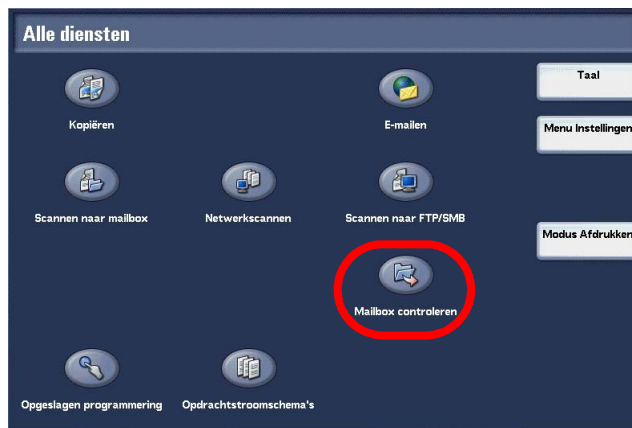 Alle diensten
Kopiëren
E-mailen
Taal
Menu Instellingen
Scannen naar mailbox
Netwerkscannen
Scannen naar FTP/SMB
Modus Afdrukken
Mailbox controleren
Opgeslagen programmering
Opdrachtstroomschema's